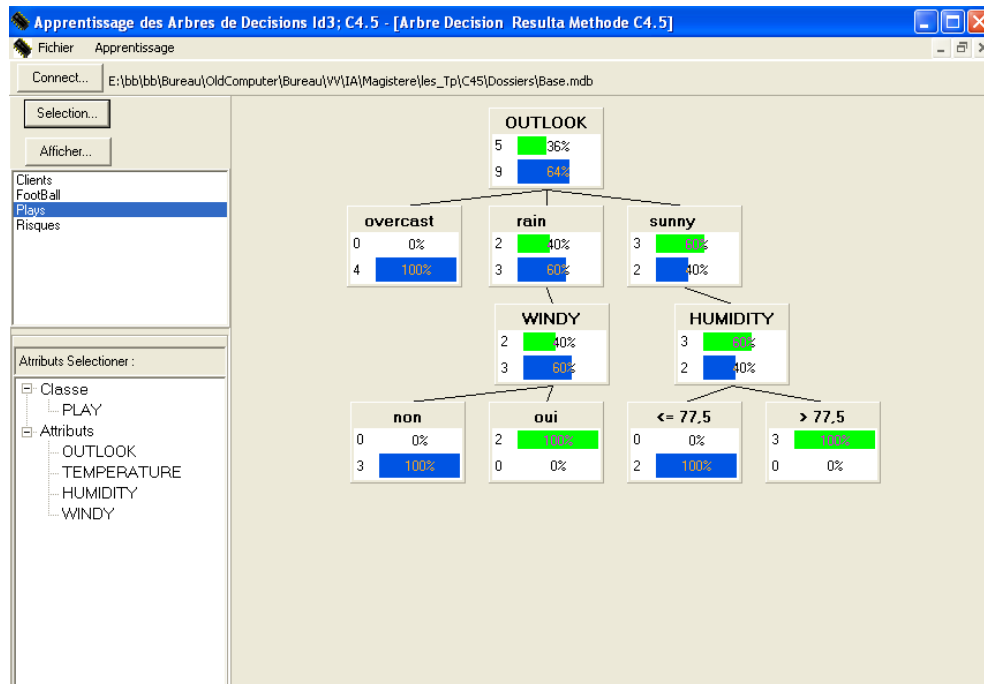 Apprentissage des Arbres de Decisions Id3; C4.5 - [Arbre Decision Resulta Methode C4.5]
Fichier Apprentissage
Connect... E:\bb\bb\Bureau\OldComputer\Bureau\VV\IA\Magistere\les_Tp\C45\Dossiers\Base.mdb
Selection...
Afficher...
Clients
FootBall
Plays
Risques
Atrributs Selectioner :
Classe
PLAY
Attributs
OUTLOOK
TEMPERATURE
HUMIDITY
WINDY
OUTLOOK
5 36%
9 64%
overcast
0 0%
4 100%
rain
2 40%
3 60%
sunny
3 60%
2 40%
WINDY
2 40%
3 60%
HUMIDITY
3 60%
2 40%
non
0 0%
3 100%
oui
2 100%
0 0%
<= 77,5
0 0%
2 100%
> 77,5
3 100%
0 0%